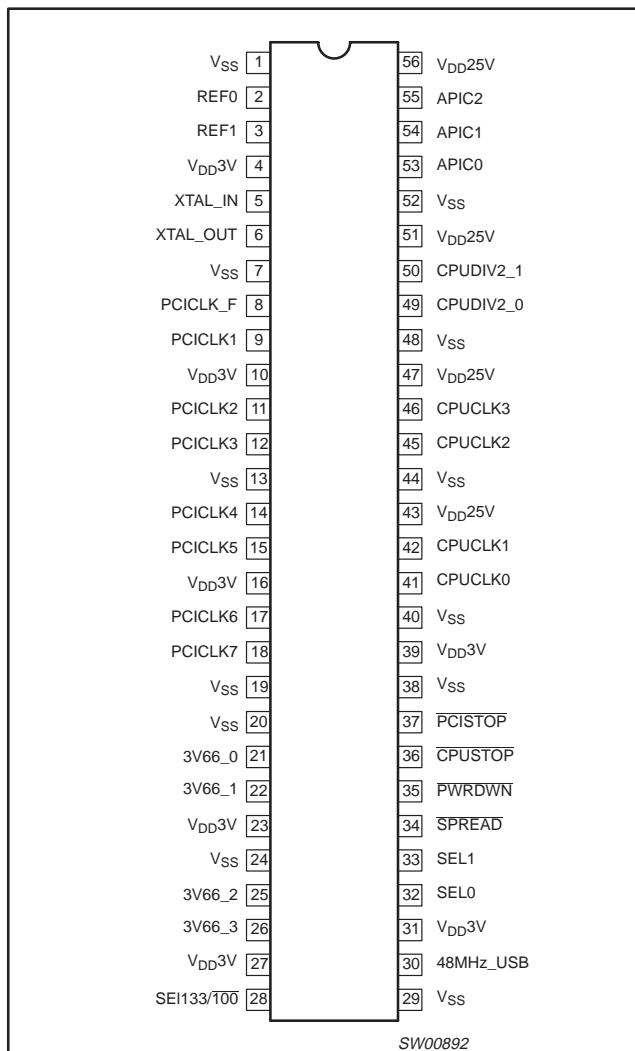 VSS 1 56 VDD25V
REF0 2 55 APIC2
REF1 3 54 APIC1
VDD3V 4 53 APIC0
XTAL_IN 5 52 VSS
XTAL_OUT 6 51 VDD25V
VSS 7 50 CPUDIV2_1
PCICLK_F 8 49 CPUDIV2_0
PCICLK1 9 48 VSS
VDD3V 10 47 VDD25V
PCICLK2 11 46 CPUCLK3
PCICLK3 12 45 CPUCLK2
VSS 13 44 VSS
PCICLK4 14 43 VDD25V
PCICLK5 15 42 CPUCLK1
VDD3V 16 41 CPUCLK0
PCICLK6 17 40 VSS
PCICLK7 18 39 VDD3V
VSS 19 38 VSS
VSS 20 37 PCISTOP
3V66_0 21 36 CPUSTOP
3V66_1 22 35 PWRDWN
VDD3V 23 34 SPREAD
VSS 24 33 SEL1
3V66_2 25 32 SEL0
3V66_3 26 31 VDD3V
VDD3V 27 30 48MHz_USB
SEl133/100 28 29 VSS
SW00892